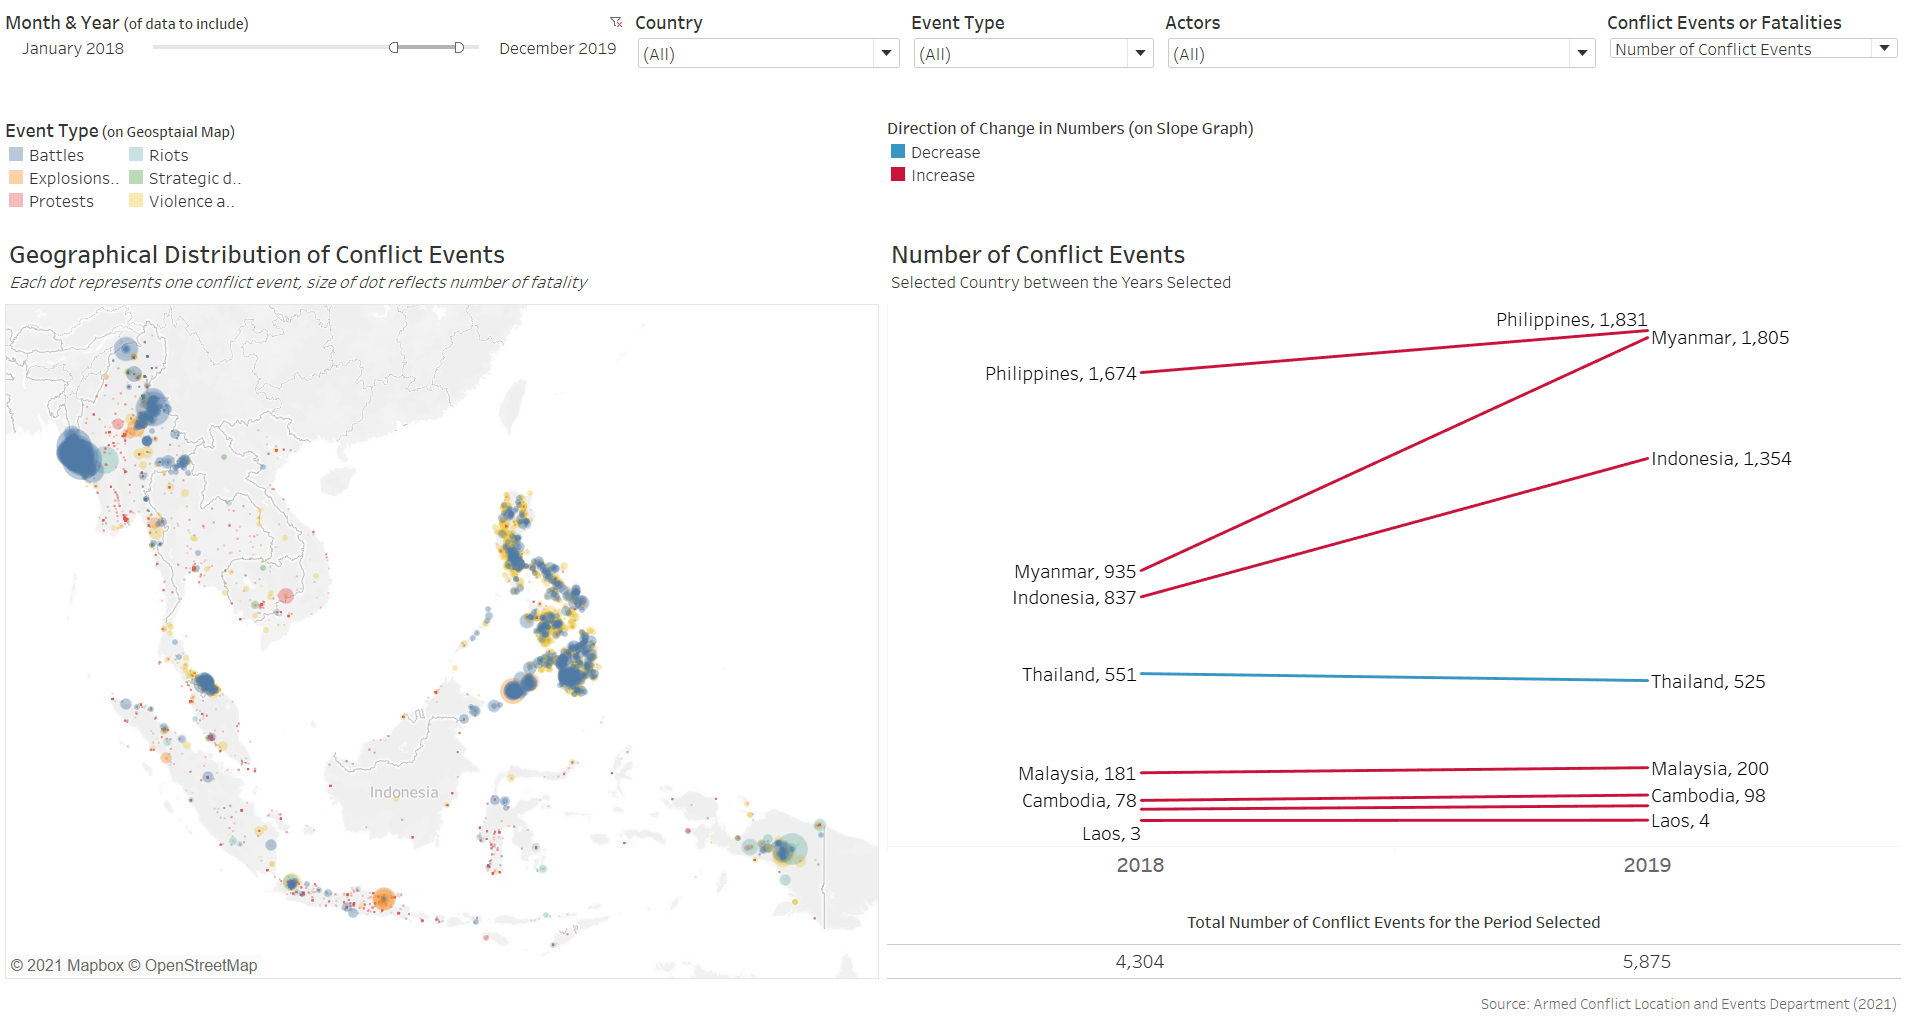 Month & Year (of data to include)
January 2018
December 2019
Country
(All)
Event Type
(All)
Actors
(All)
Conflict Events or Fatalities
Number of Conflict Events
Event Type (on Geosptaial Map)
Battles
Riots
Explosions..
Strategic d..
Protests
Violence a..
Direction of Change in Numbers (on Slope Graph)
Decrease
Increase
Geographical Distribution of Conflict Events
Each dot represents one conflict event, size of dot reflects number of fatality
Indonesia
© 2021 Mapbox © OpenStreetMap
Number of Conflict Events
Selected Country between the Years Selected
Philippines, 1,831
Myanmar, 1,805
Philippines, 1,674
Indonesia, 1,354
Myanmar, 935
Indonesia, 837
Thailand, 551
Thailand, 525
Malaysia, 181
Malaysia, 200
Cambodia, 78
Cambodia, 98
Laos, 3
Laos, 4
2018
2019
Total Number of Conflict Events for the Period Selected
4,304
5,875
Source: Armed Conflict Location and Events Department (2021)